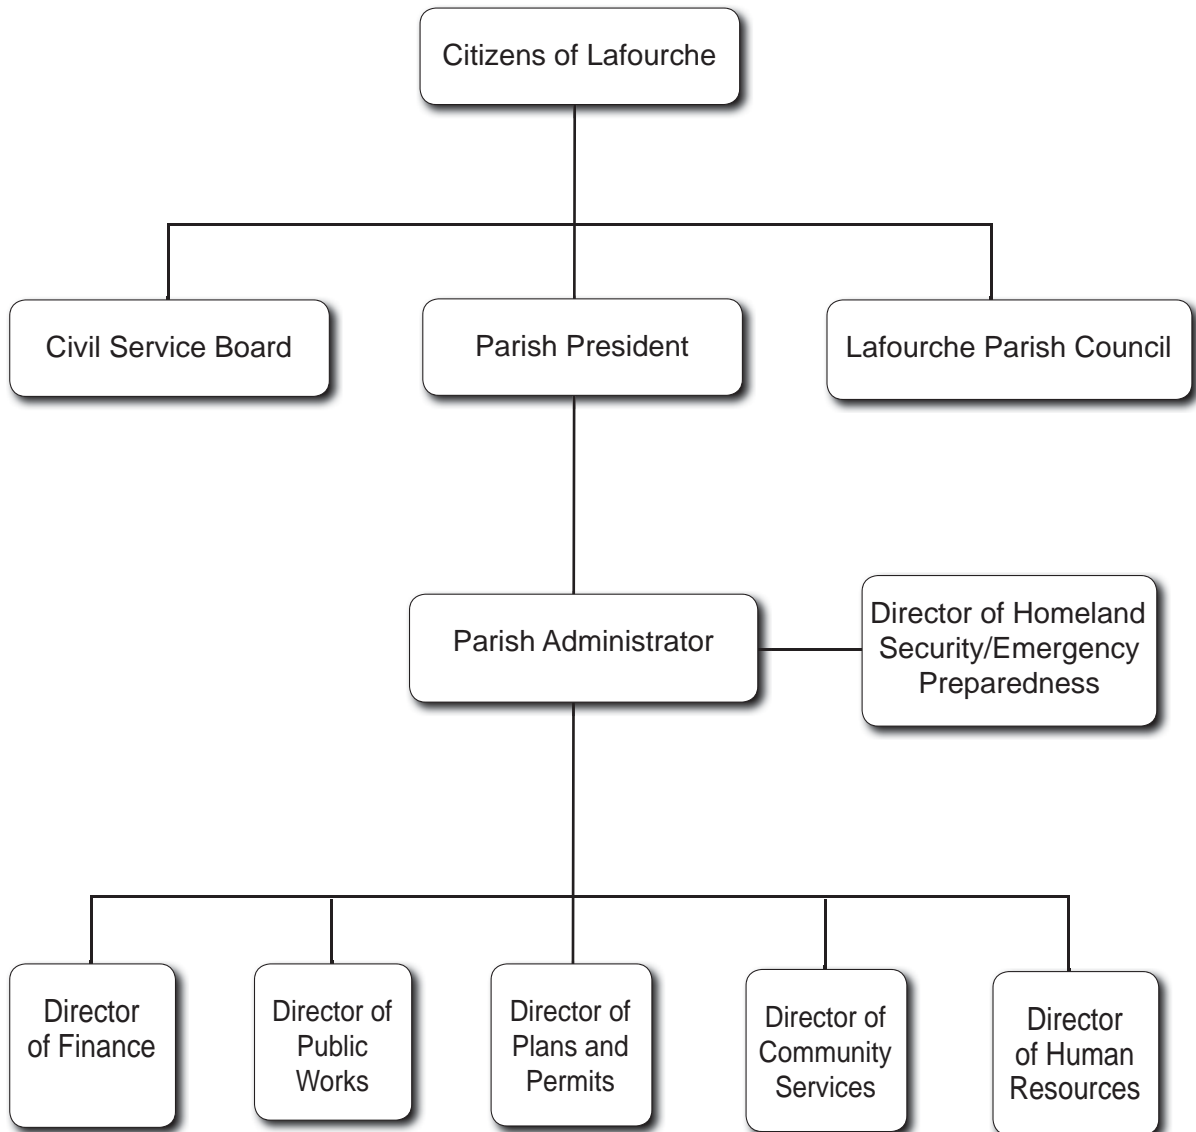 Citizens of Lafourche
Civil Service Board
Parish President
Lafourche Parish Council
Parish Administrator
Director of Homeland
Security/Emergency
Preparedness
Director
of Finance
Director of
Public
Works
Director of
Plans and
Permits
Director of
Community
Services
Director
of Human
Resources